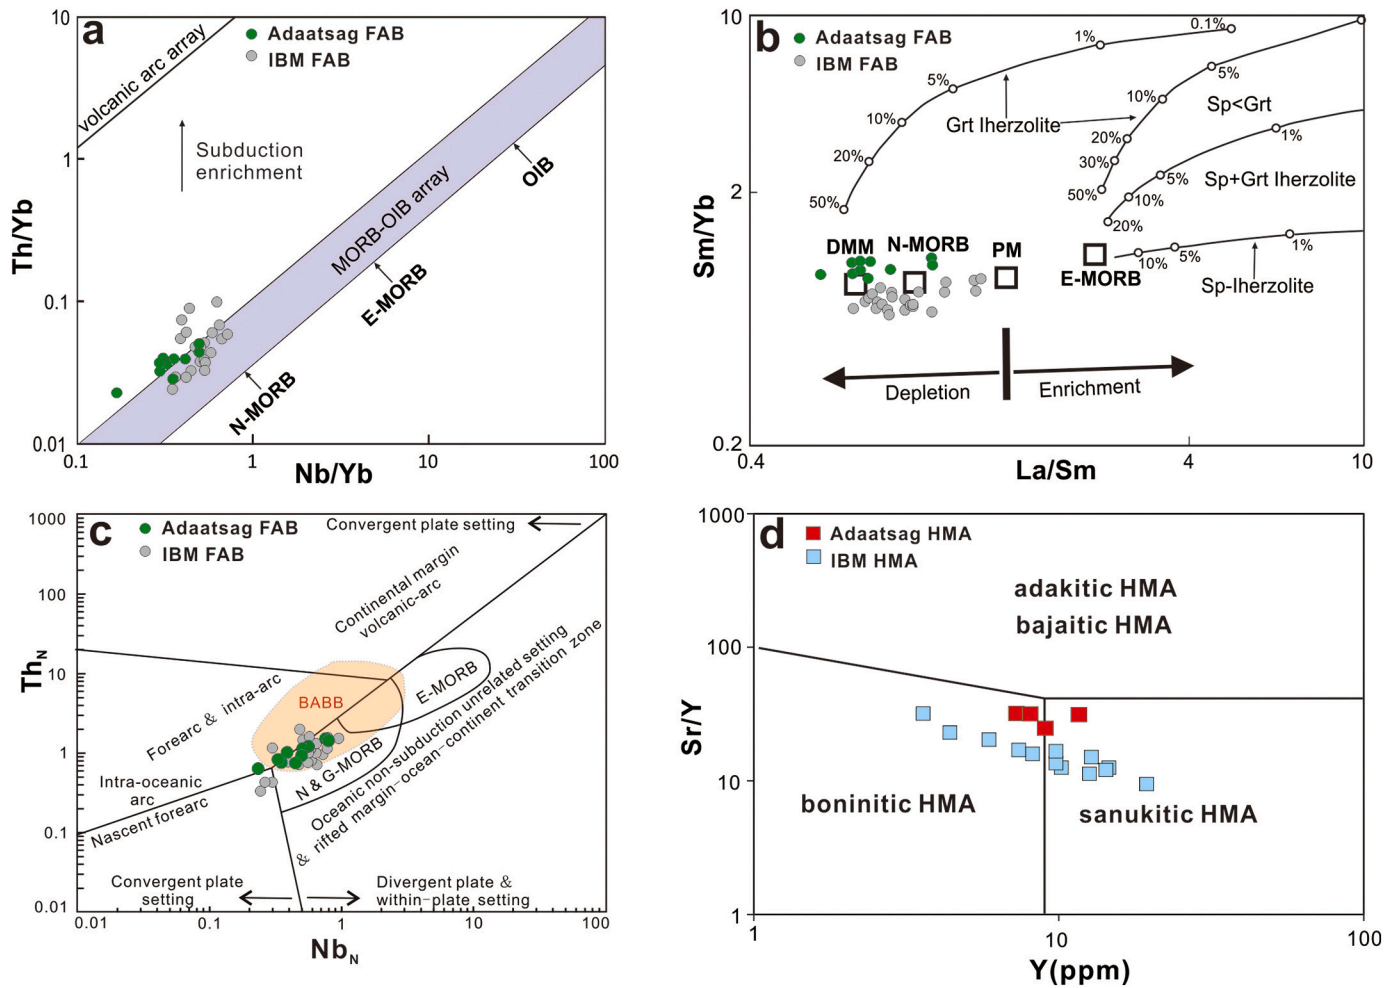 a
Adaatsag FAB
IBM FAB
volcanic arc array
Subduction
enrichment
MORB-OIB array
OIB
E-MORB
N-MORB
Th/Yb
10
1
0.1
0.01
0.1
1
10
100
Nb/Yb
b
Adaatsag FAB
IBM FAB
0.1%
1%
5%
10%
20%
50%
Grt lherzolite
5%
10%
20%
30%
50%
Sp<Grt
1%
5%
10%
20%
Sp+Grt lherzolite
1%
5%
10%
Sp-lherzolite
DMM
N-MORB
PM
E-MORB
Depletion
Enrichment
Sm/Yb
10
2
0.2
0.4
4
10
La/Sm
c
Adaatsag FAB
IBM FAB
Convergent plate setting
Continental margin
volcanic-arc
E-MORB
BABB
Forearc & intra-arc
N & G-MORB
Oceanic non-subduction unrelated setting
& rifted margin-ocean-continent transition zone
Intra-oceanic
arc
Nascent forearc
Convergent plate
setting
Divergent plate &
within-plate setting
ThN
1000
100
10
1
0.1
0.01
0.01
0.1
1
10
100
NbN
d
Adaatsag HMA
IBM HMA
adakitic HMA
bajaitic HMA
boninitic HMA
sanukitic HMA
Sr/Y
1000
100
10
1
1
10
100
Y(ppm)